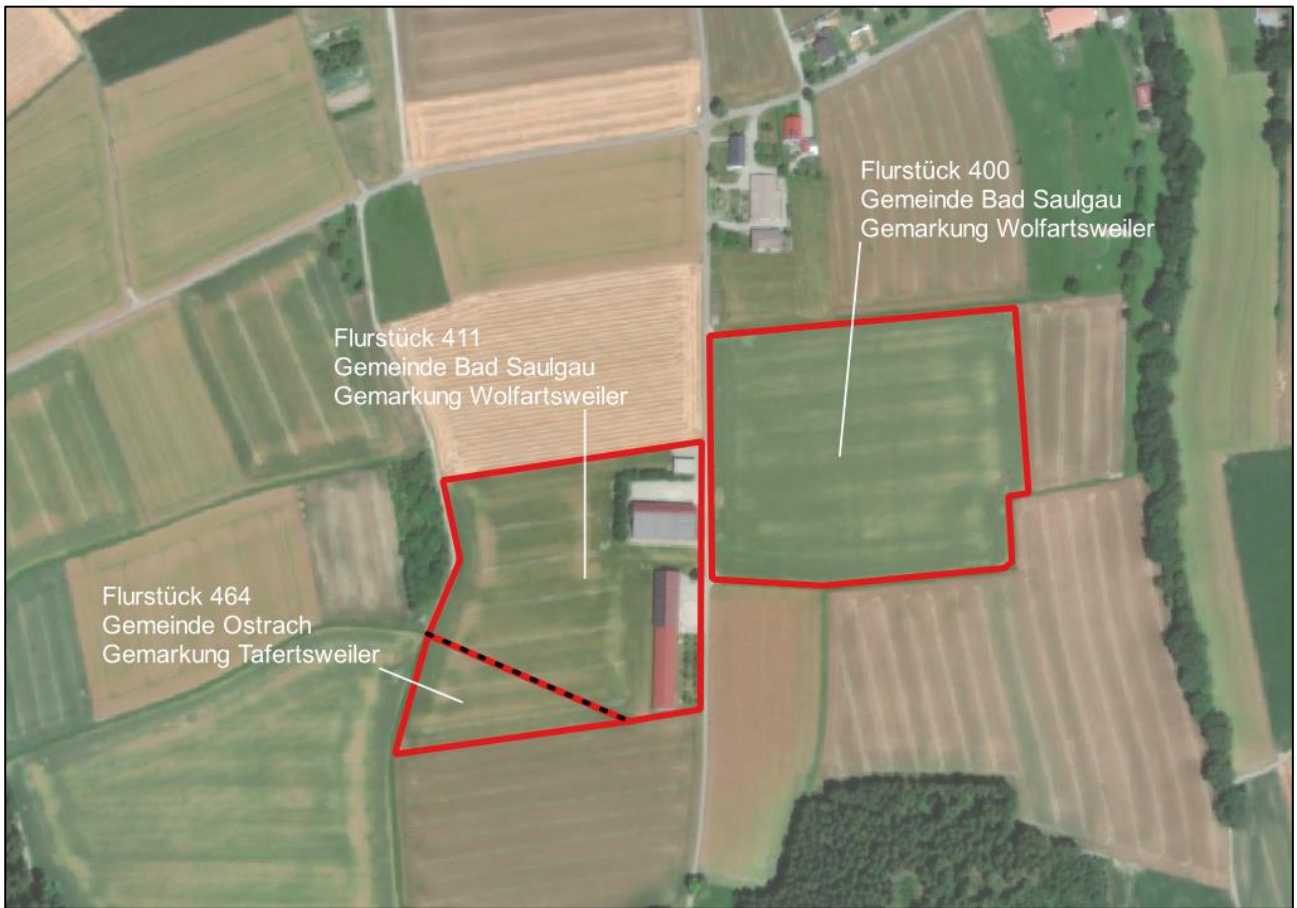 Flurstück 400
Gemeinde Bad Saulgau
Gemarkung Wolfartsweiler
Flurstück 411
Gemeinde Bad Saulgau
Gemarkung Wolfartsweiler
Flurstück 464
Gemeinde Ostrach
Gemarkung Tafertsweiler